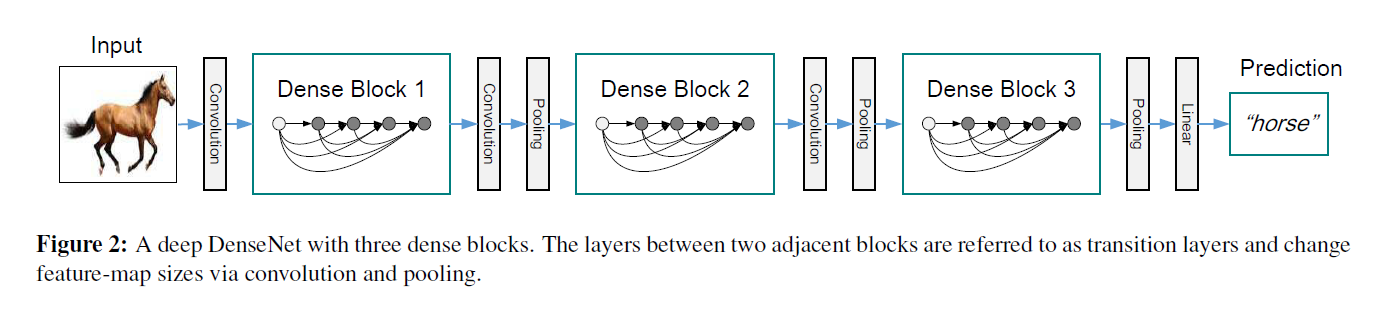 Input
Convolution
Dense Block 1
Convolution
Pooling
Dense Block 2
Convolution
Pooling
Dense Block 3
Pooling
Linear
Prediction
“horse”
Figure 2: A deep DenseNet with three dense blocks. The layers between two adjacent blocks are referred to as transition layers and change
feature-map sizes via convolution and pooling.